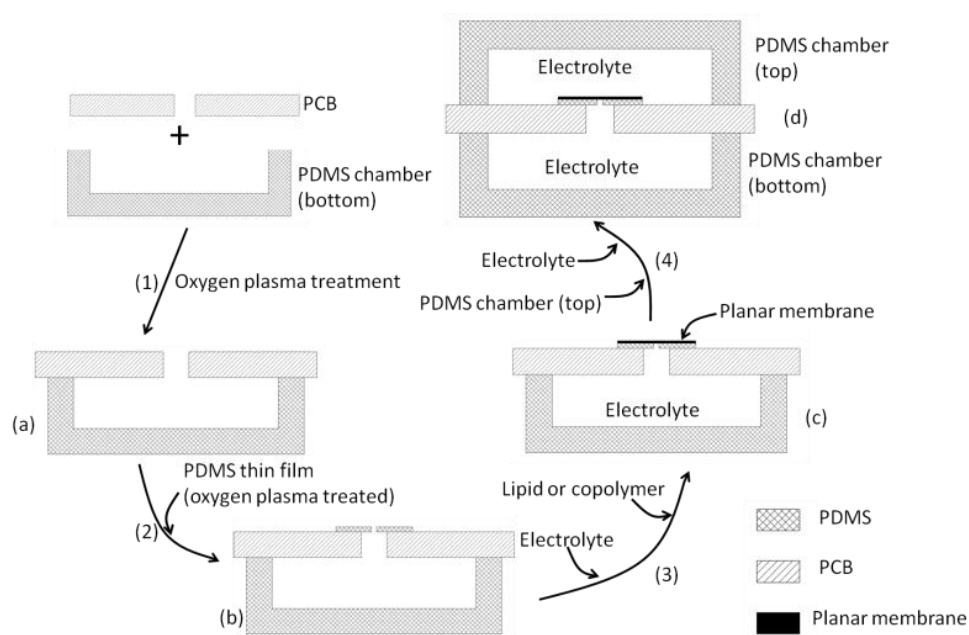 PCB
+
PDMS chamber
(bottom)
(1)
Oxygen plasma treatment
(a)
PDMS thin film
(oxygen plasma treated)
(2)
(b)
Electrolyte
Lipid or copolymer
(3)
Electrolyte
Planar membrane
(c)
PDMS chamber (top)
Electrolyte
(4)
Electrolyte
Electrolyte
PDMS chamber
(top)
(d)
PDMS chamber
(bottom)
PDMS
PCB
Planar membrane